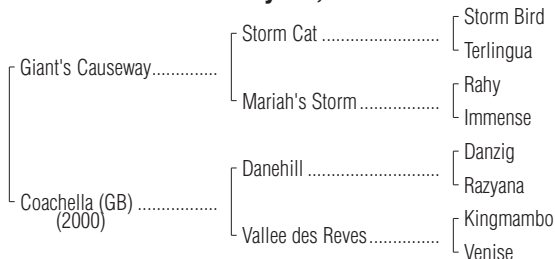 Storm Bird
Storm Cat ......................
Terlingua
Giant's Causeway.............
Rahy
Mariah's Storm.................
Immense
Danzig
Danehill .........................
Razyana
Coachella (GB) ................
(2000)
Kingmambo
Vallee des Reves...............
Venise